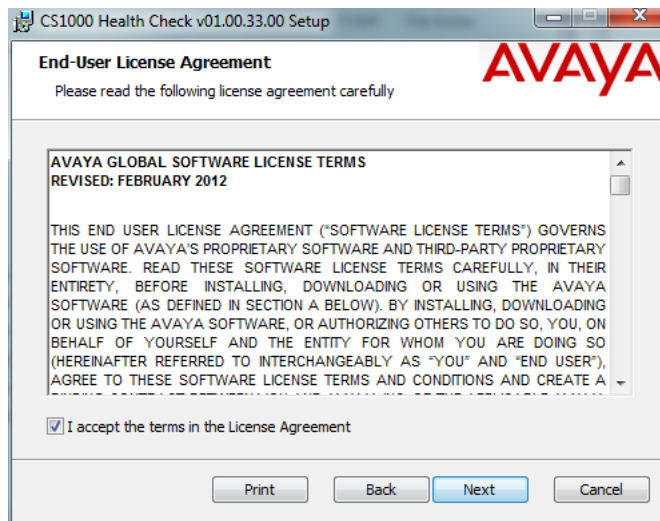 CS1000 Health Check v01.00.33.00 Setup
End-User License Agreement
AVAYA
Please read the following license agreement carefully
AVAYA GLOBAL SOFTWARE LICENSE TERMS
REVISED: FEBRUARY 2012
THIS END USER LICENSE AGREEMENT (“SOFTWARE LICENSE TERMS”) GOVERNS
THE USE OF AVAYA'S PROPRIETARY SOFTWARE AND THIRD-PARTY PROPRIETARY
SOFTWARE. READ THESE SOFTWARE LICENSE TERMS CAREFULLY, IN THEIR
ENTIRETY, BEFORE INSTALLING, DOWNLOADING OR USING THE AVAYA
SOFTWARE (AS DEFINED IN SECTION A BELOW). BY INSTALLING, DOWNLOADING
OR USING THE AVAYA SOFTWARE, OR AUTHORIZING OTHERS TO DO SO, YOU, ON
BEHALF OF YOURSELF AND THE ENTITY FOR WHOM YOU ARE DOING SO
(HEREINAFTER REFERRED TO INTERCHANGEABLY AS “YOU” AND “END USER”),
AGREE TO THESE SOFTWARE LICENSE TERMS AND CONDITIONS AND CREATE A
I accept the terms in the License Agreement
Print
Back
Next
Cancel